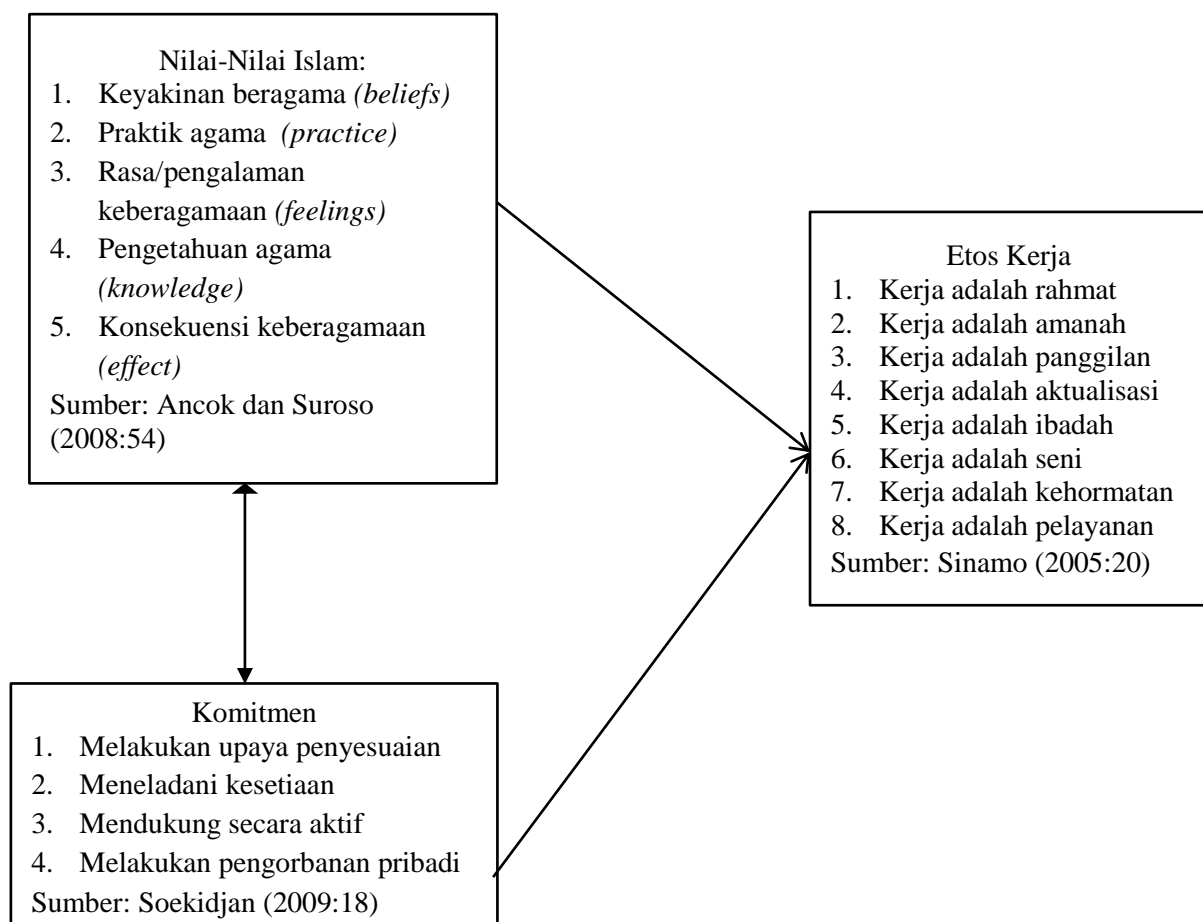 Nilai-Nilai Islam:
1. Keyakinan beragama (beliefs)
2. Praktik agama (practice)
3. Rasa/pengalaman
keberagamaan (feelings)
4. Pengetahuan agama
(knowledge)
5. Konsekuensi keberagamaan
(effect)
Sumber: Ancok dan Suroso
(2008:54)
Etos Kerja
1. Kerja adalah rahmat
2. Kerja adalah amanah
3. Kerja adalah panggilan
4. Kerja adalah aktualisasi
5. Kerja adalah ibadah
6. Kerja adalah seni
7. Kerja adalah kehormatan
8. Kerja adalah pelayanan
Sumber: Sinamo (2005:20)
Komitmen
1. Melakukan upaya penyesuaian
2. Meneladani kesetiaan
3. Mendukung secara aktif
4. Melakukan pengorbanan pribadi
Sumber: Soekidjan (2009:18)